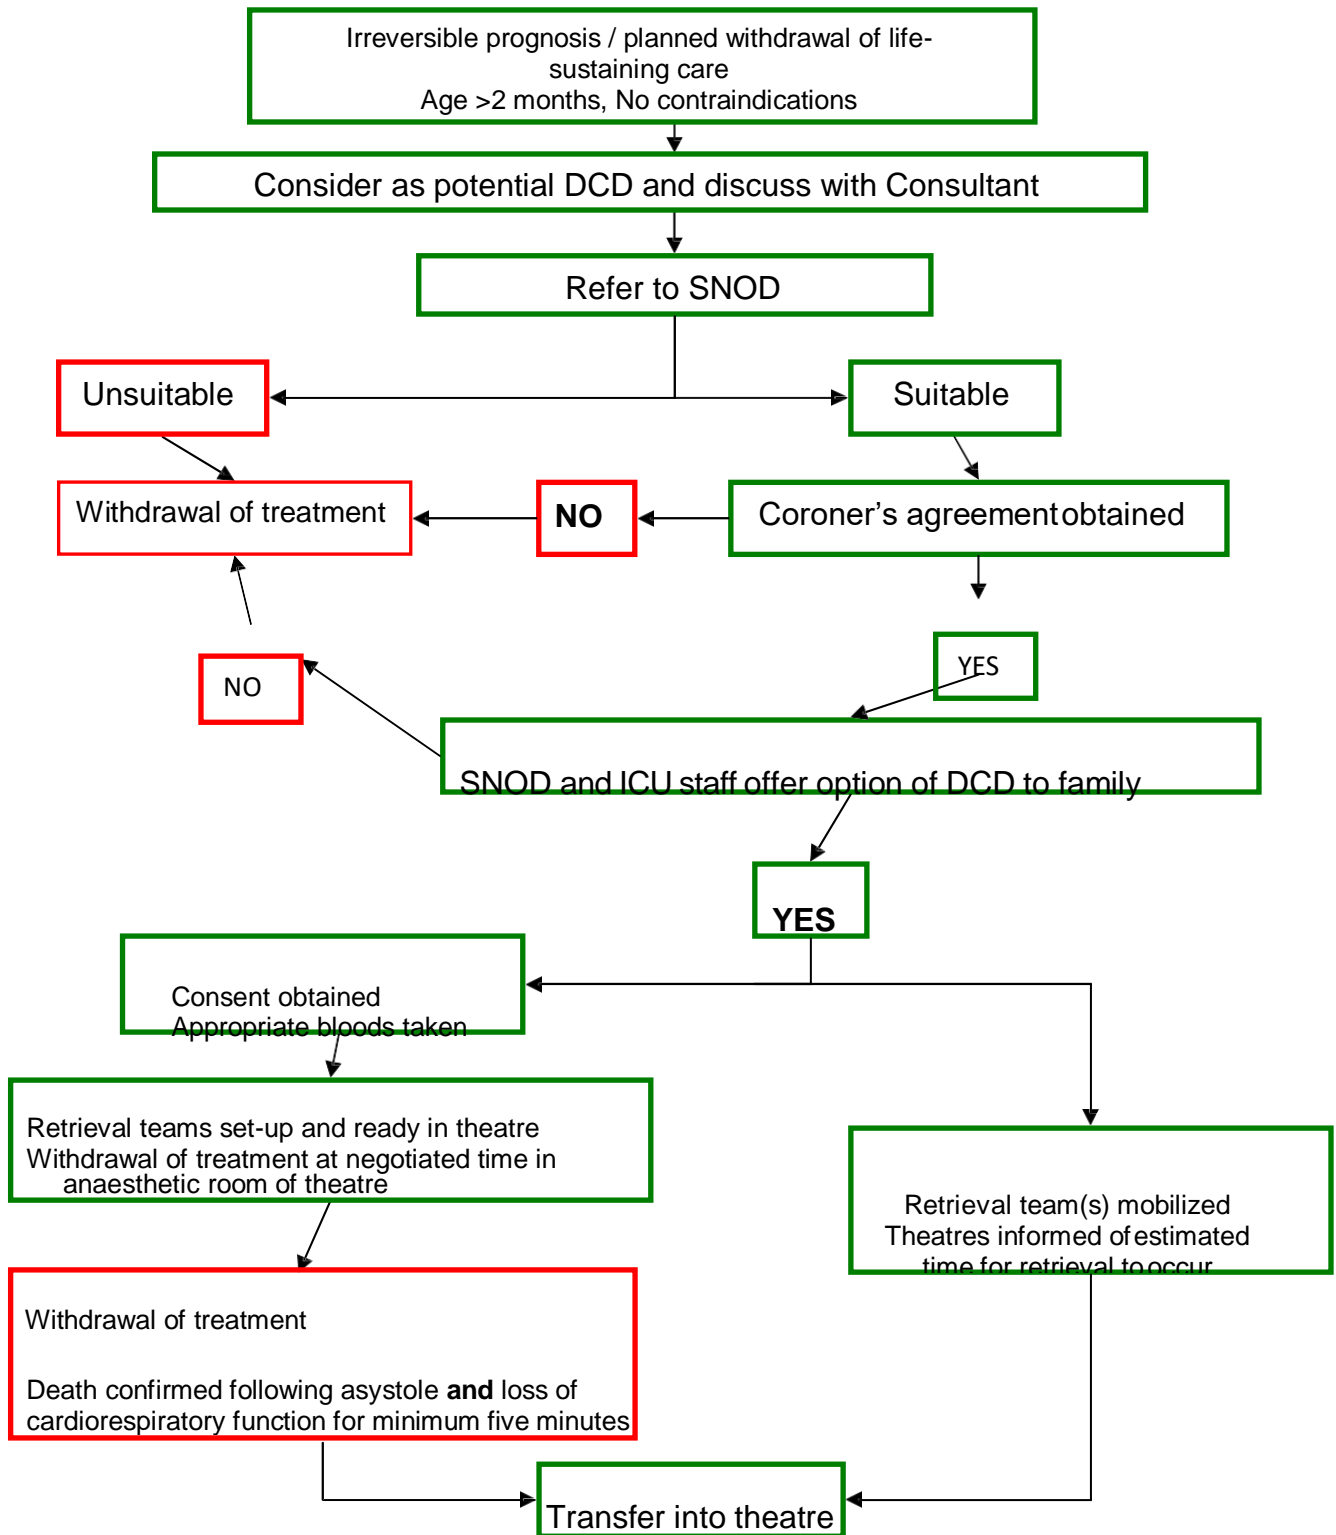 Irreversible prognosis / planned withdrawal of life-
sustaining care
Age >2 months, No contraindications
Consider as potential DCD and discuss with Consultant
Refer to SNOD
Unsuitable
Suitable
Withdrawal of treatment
NO
Coroner's agreement obtained
YES
NO
SNOD and ICU staff offer option of DCD to family
YES
Consent obtained
Appropriate bloods taken
Retrieval teams set-up and ready in theatre
Withdrawal of treatment at negotiated time in
anaesthetic room of theatre
Retrieval team(s) mobilized
Theatres informed of estimated
time for retrieval to occur
Withdrawal of treatment
Death confirmed following asystole and loss of
cardiorespiratory function for minimum five minutes
Transfer into theatre